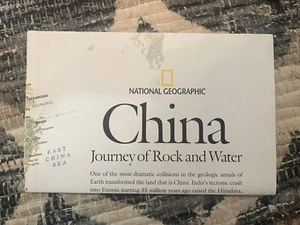 NATIONAL GEOGRAPHIC
China
Journey of Rock and Water
One of the most dramatic collisions in the geologic annals of
Earth transformed the land that is China. India's tectonic crash
into Eurasia starting 35 million years ago raised the Himalaya,
SHANGHAI
EAST
CHINA
SEA